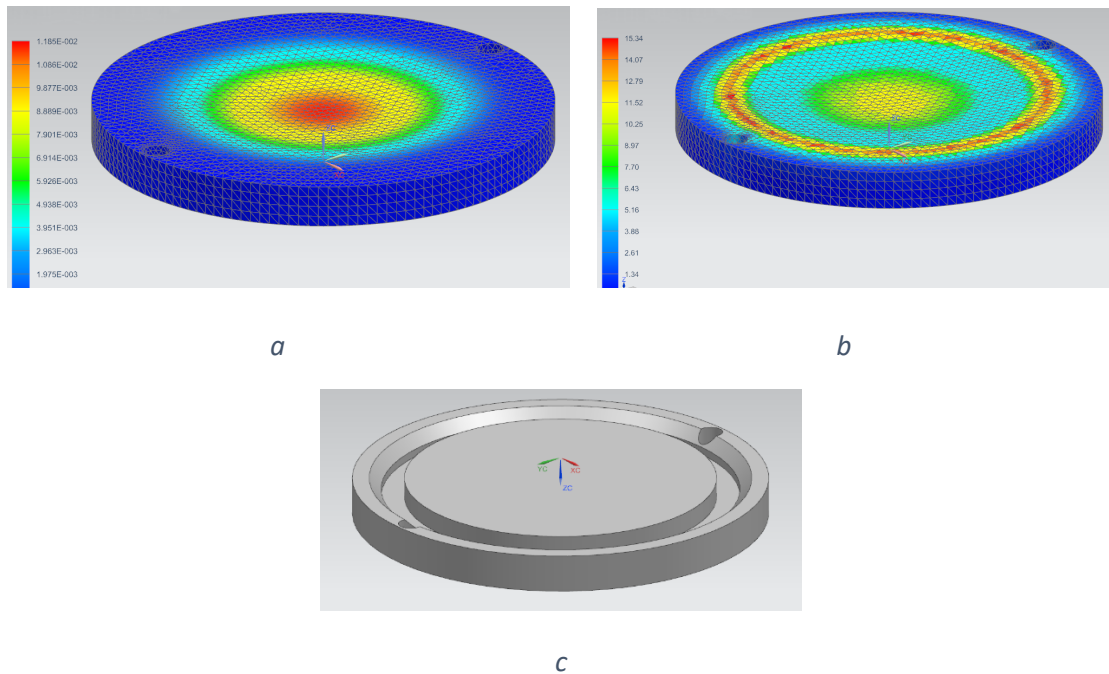 1.185E-002
1.086E-002
9.877E-003
8.889E-003
7.901E-003
6.914E-003
5.926E-003
4.938E-003
3.951E-003
2.963E-003
1.975E-003
15.34
14.07
12.79
11.52
10.25
8.97
7.70
6.43
5.16
3.88
2.61
1.34
Z
a
b
YC
XC
ZC
c